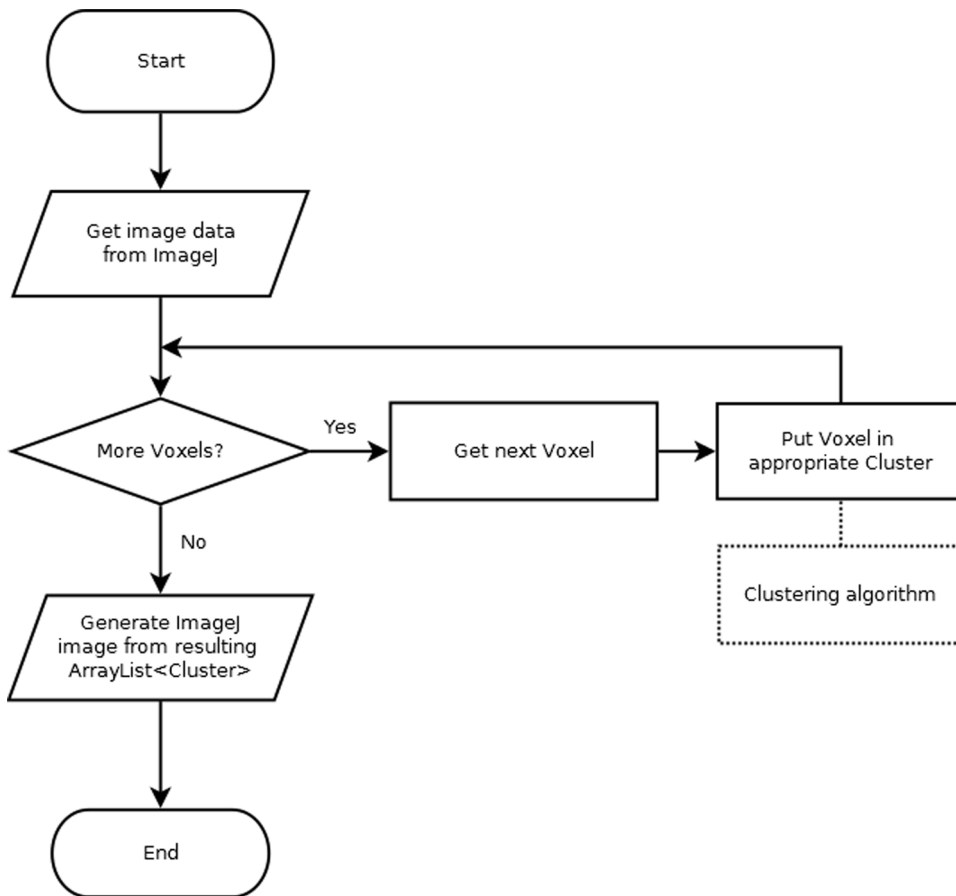 Start
Get image data
from ImageJ
More Voxels?
Yes
Get next Voxel
Put Voxel in
appropriate Cluster
No
Clustering algorithm
Generate ImageJ
image from resulting
ArrayList<Cluster>
End